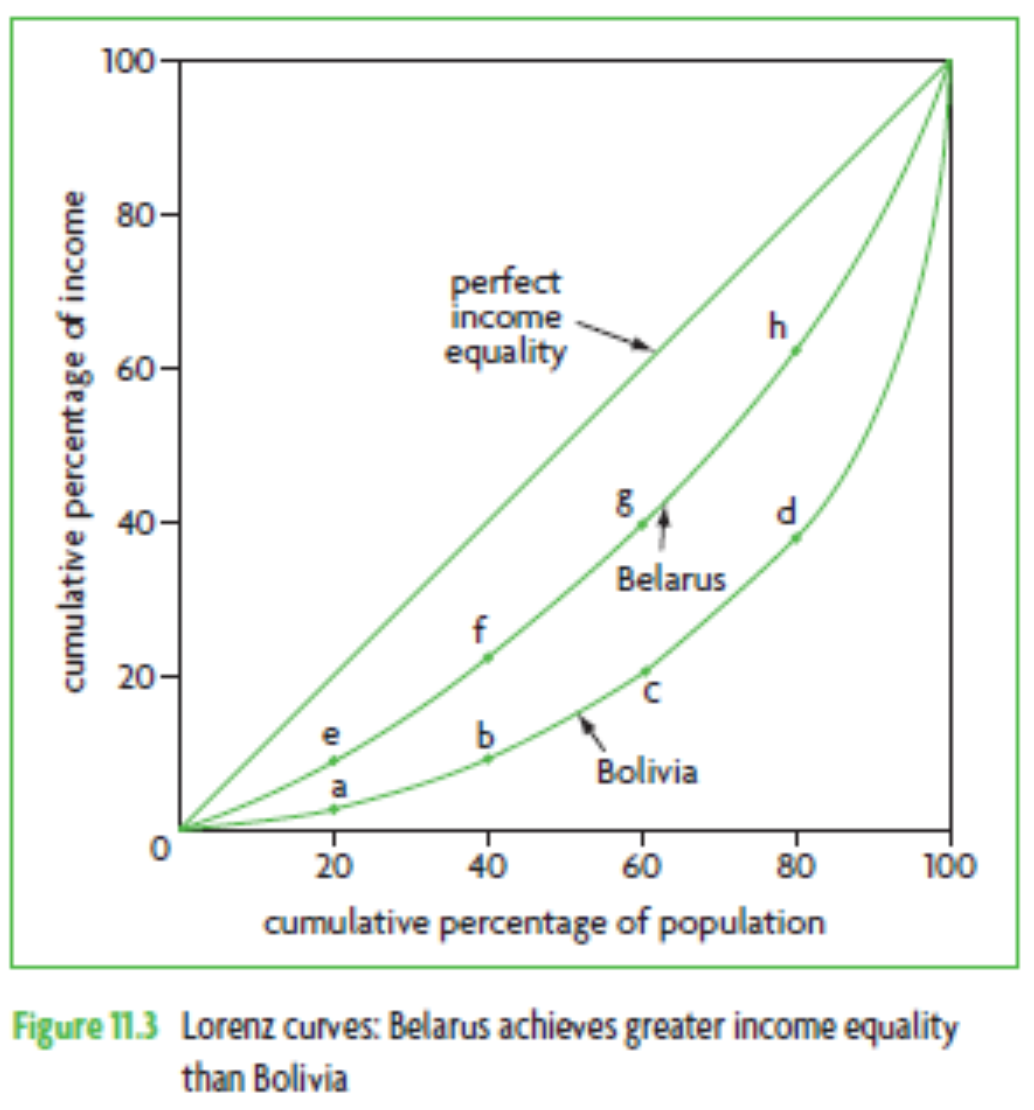 100
80
60
40
20
0
cumulative percentage of income
perfect
income
equality
h
g
d
Belarus
f
c
e
b
a
Bolivia
20 40 60 80 100
cumulative percentage of population
Figure 11.3 Lorenz curves: Belarus achieves greater income equality
than Bolivia